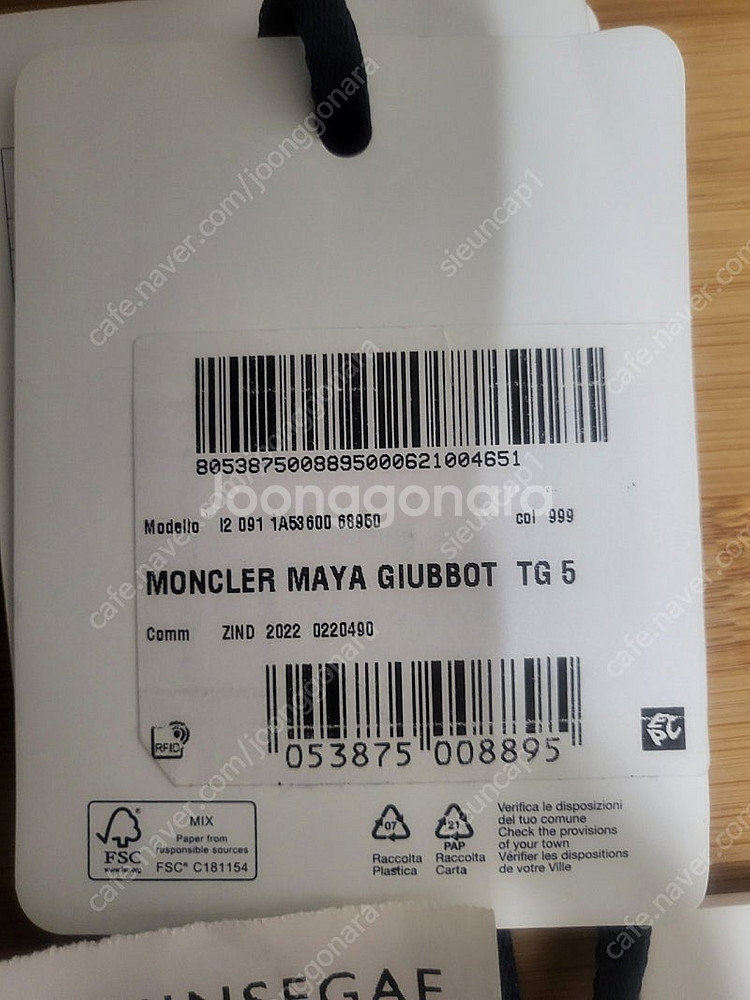 8053875008895000621004651
Joonggonara
Modello I2 091 1A53600 68950 col 999
MONCLER MAYA GIUBBOT TG 5
Comm ZIND 2022 0220490
RFID
053875 008895
EPC
FSC
www.fsc.org
MIX
Paper from
responsible sources
FSC® C181154
07
Raccolta
Plastica
21
PAP
Raccolta
Carta
Verifica le disposizioni
del tuo comune
Check the provisions
of your town
Vérifier les dispositions
de votre Ville
NSEGAE
cafe.naver.com/joonggonara
sieuncap1